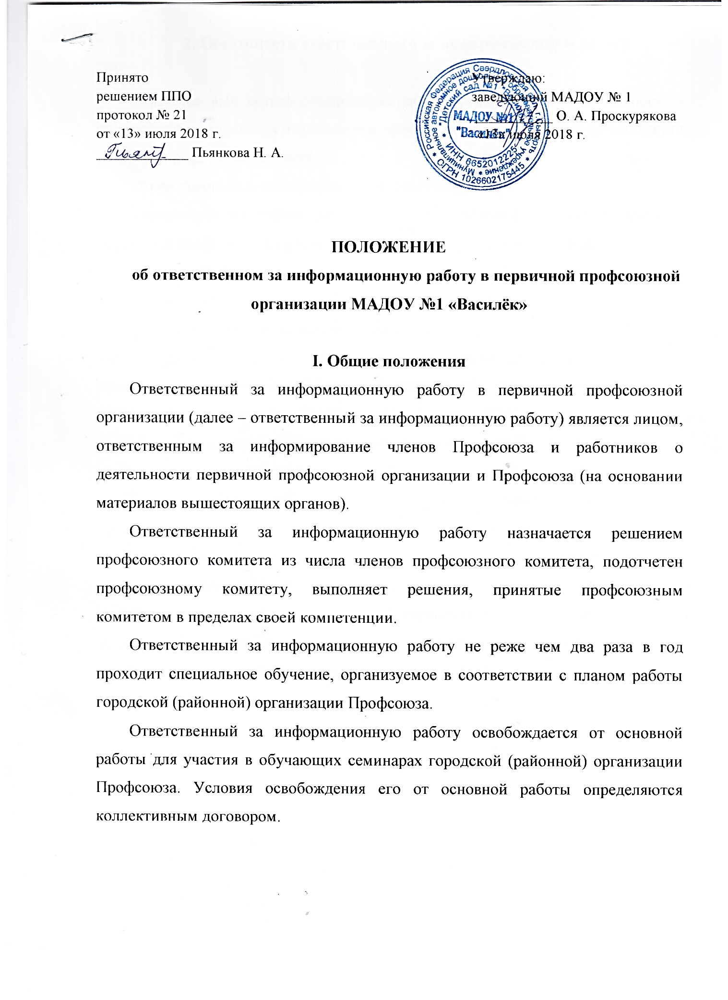 Принято
решением ППО
протокол № 21
от «13» июля 2018 г.
____________ Пьянкова Н. А.
Утверждаю:
заведующий МАДОУ № 1
___________ О. А. Проскурякова
«13» июля 2018 г.
Российская Федерация Свердловская
* ОГРН 1026602175445 *
Муниципальное автономное дошкольное образовательное учреждение *
"Детский сад №1 "Василёк"
* ИНН 6652012225 *
МАДОУ №1
"Василёк"
ПОЛОЖЕНИЕ
об ответственном за информационную работу в первичной профсоюзной
организации МАДОУ №1 «Василёк»
I. Общие положения
Ответственный за информационную работу в первичной профсоюзной
организации (далее – ответственный за информационную работу) является лицом,
ответственным за информирование членов Профсоюза и работников о
деятельности первичной профсоюзной организации и Профсоюза (на основании
материалов вышестоящих органов).
Ответственный за информационную работу назначается решением
профсоюзного комитета из числа членов профсоюзного комитета, подотчетен
профсоюзному комитету, выполняет решения, принятые профсоюзным
комитетом в пределах своей компетенции.
Ответственный за информационную работу не реже чем два раза в год
проходит специальное обучение, организуемое в соответствии с планом работы
городской (районной) организации Профсоюза.
Ответственный за информационную работу освобождается от основной
работы для участия в обучающих семинарах городской (районной) организации
Профсоюза. Условия освобождения его от основной работы определяются
коллективным договором.